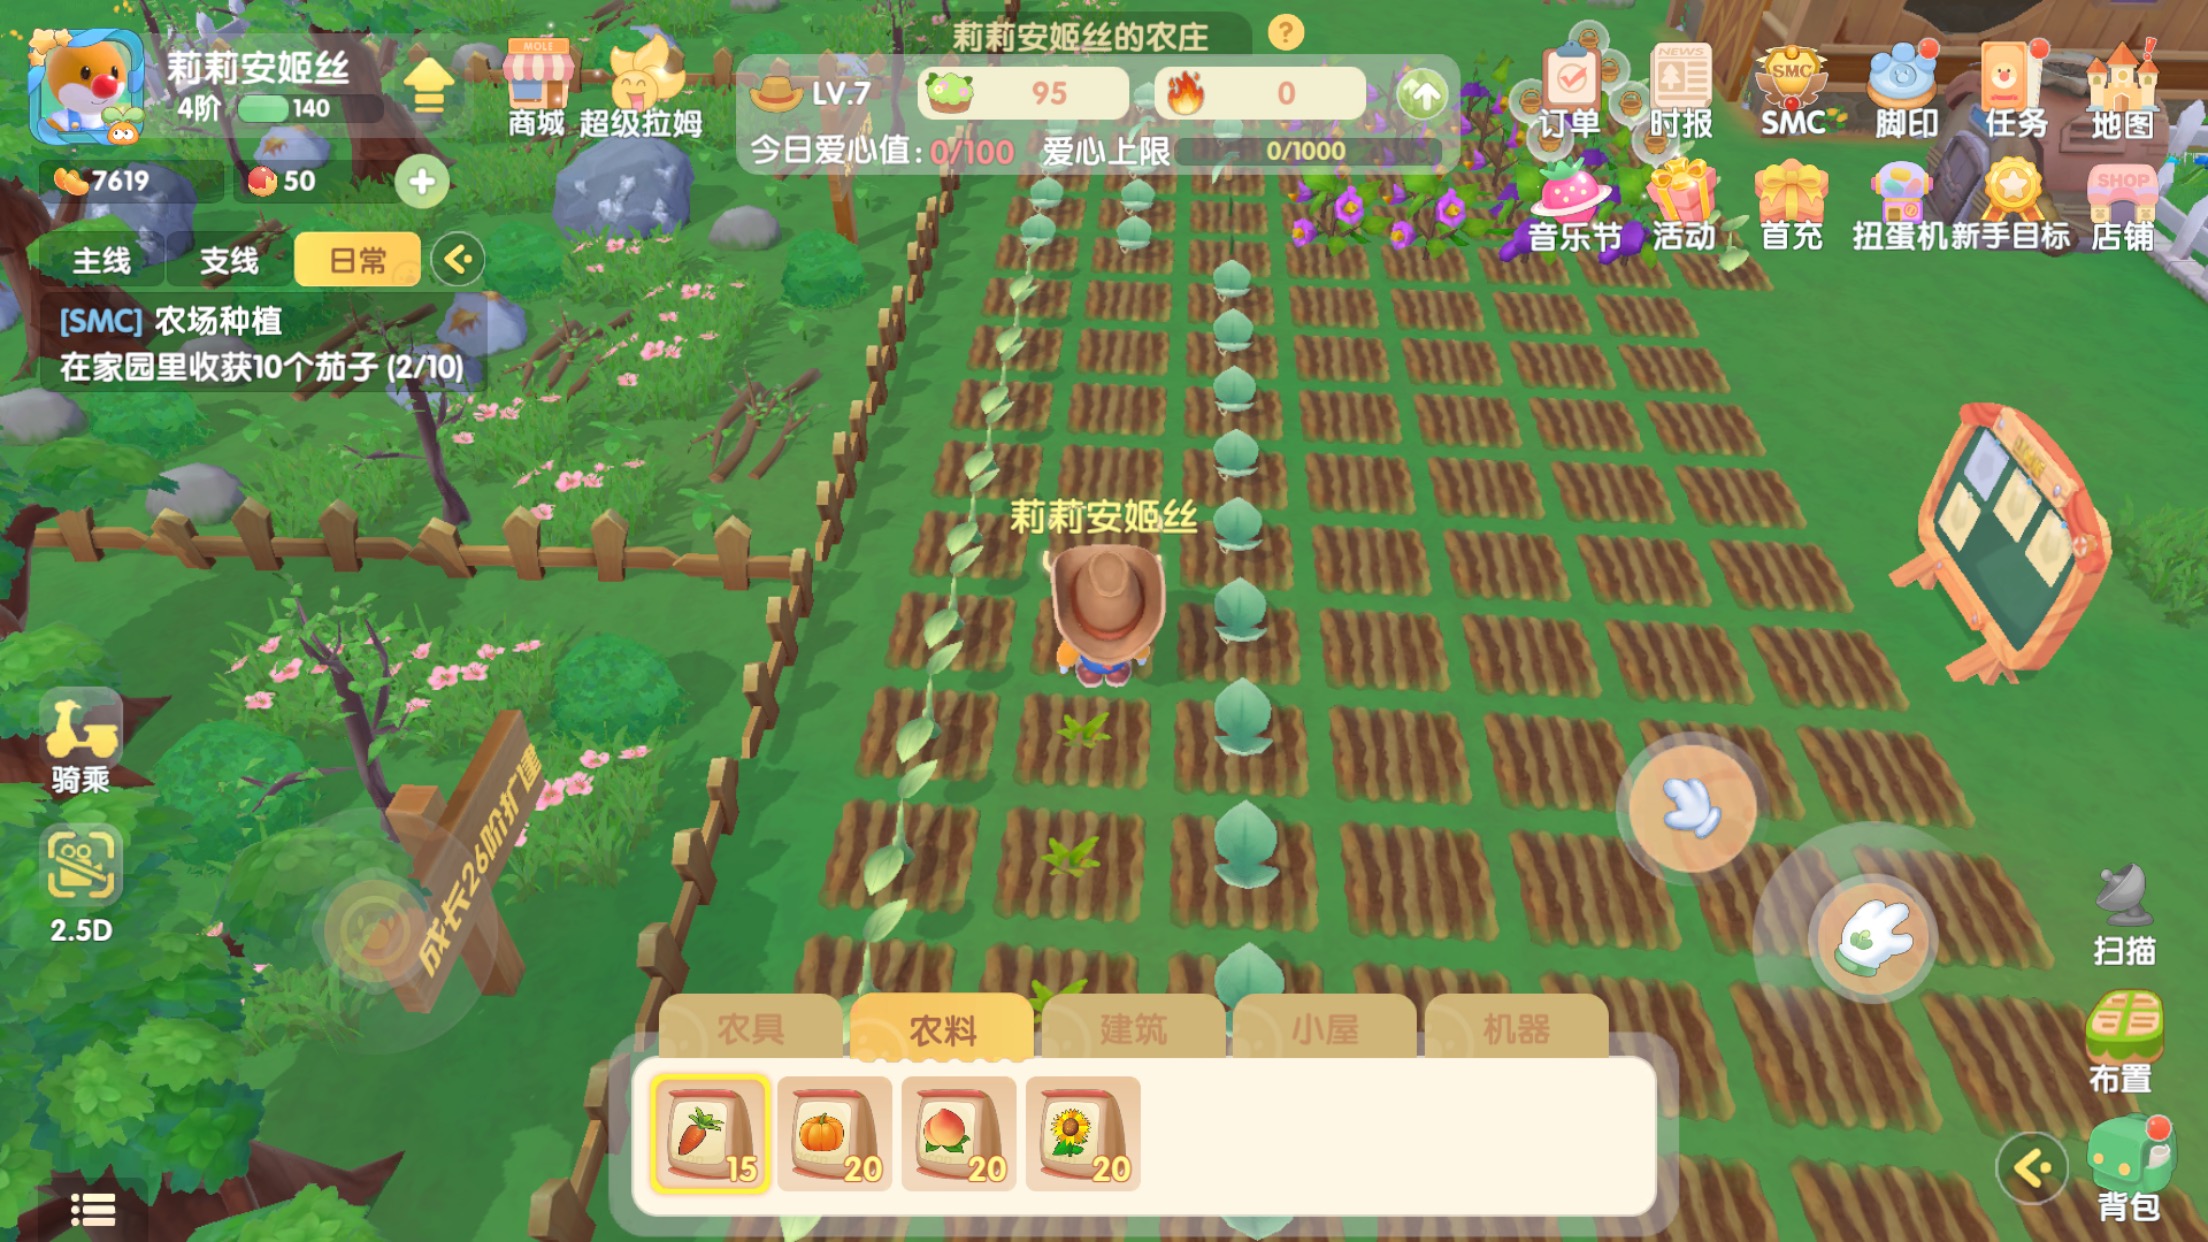 莉莉安姬丝的农庄
?
莉莉安姬丝
4阶 140
MOLE
商城
超级拉姆
LV.7
95
0
今日爱心值: 0/100
爱心上限
0/1000
订单
NEWS
时报
SMC
SMC
脚印
任务
地图
7619
50
音乐节
活动
首充
扭蛋机
新手目标
SHOP
店铺
主线
支线
日常
[SMC] 农场种植
在家园里收获10个茄子 (2/10)
莉莉安姬丝
骑乘
成长26阶扩建
2.5D
扫描
布置
背包
农具
农料
建筑
小屋
机器
15
20
20
20